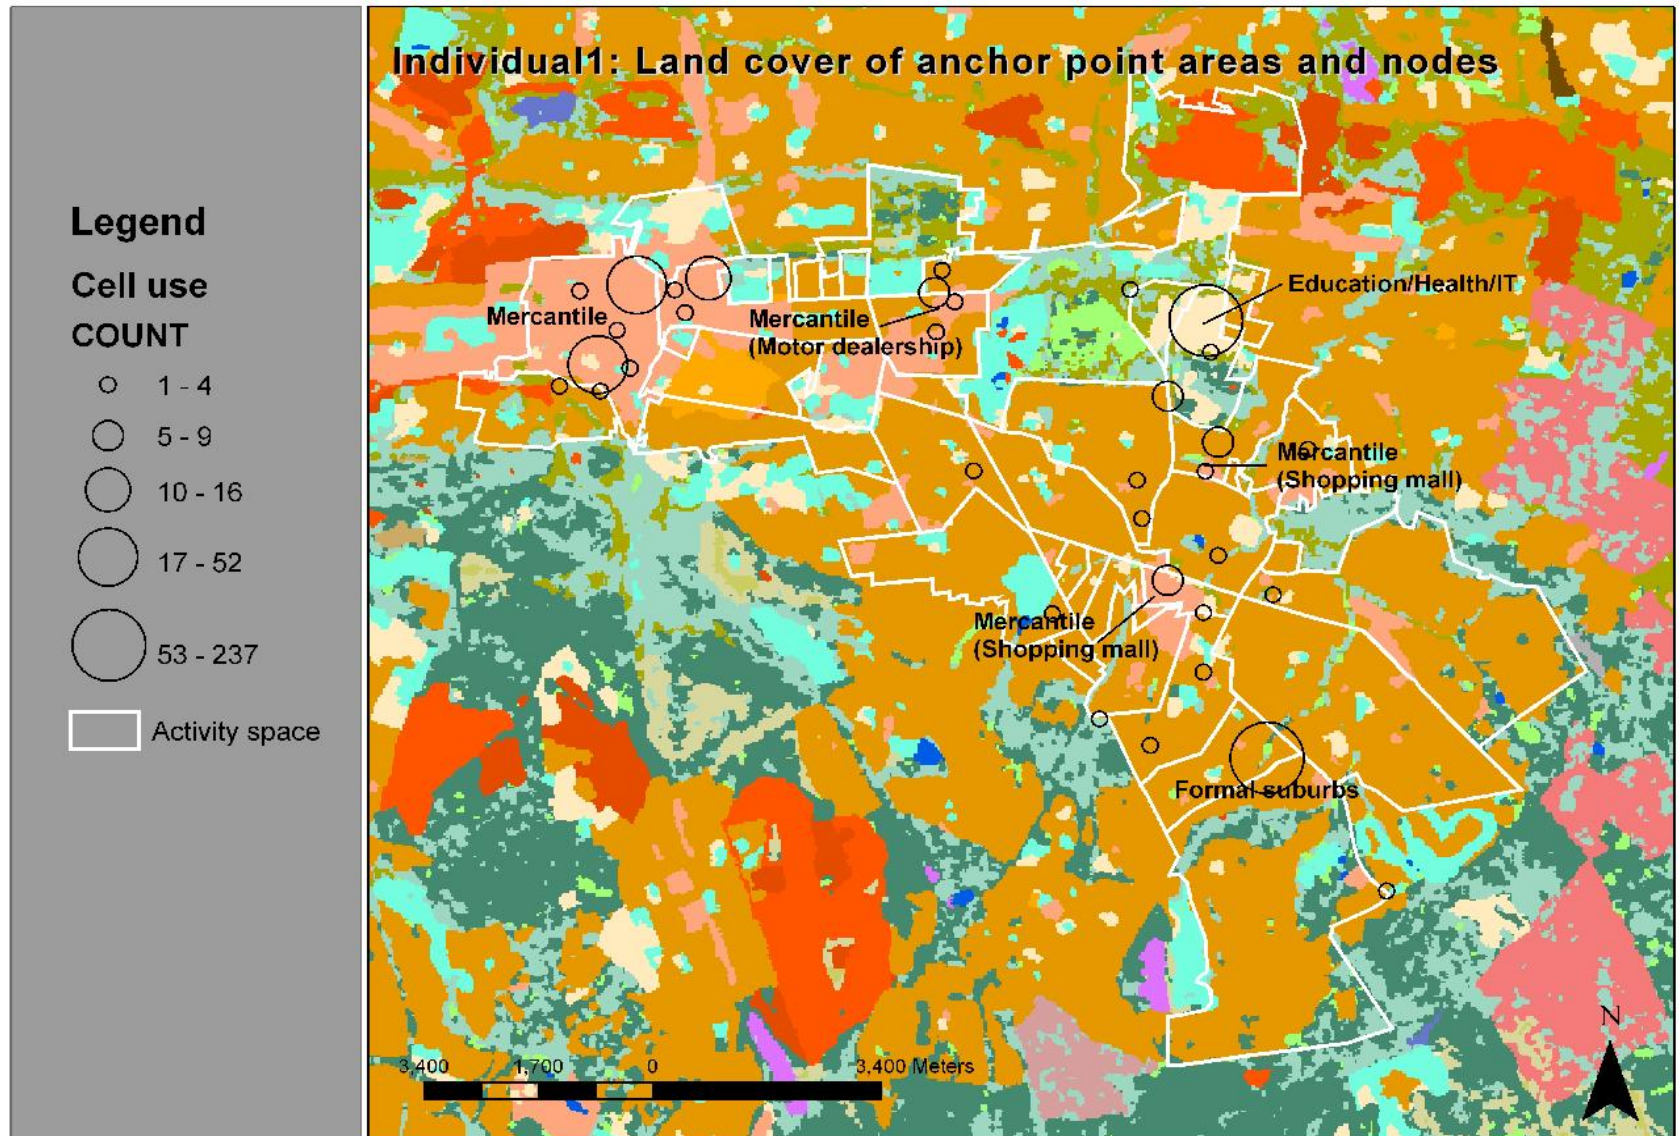 Individual1: Land cover of anchor point areas and nodes
Legend
Cell use
COUNT
1 - 4
5 - 9
10 - 16
17 - 52
53 - 237
Activity space
Education/Health/IT
Mercantile
Mercantile
(Motor dealership)
Mercantile
(Shopping mall)
Mercantile
(Shopping mall)
Formal suburbs
3,400 1,700 0 3,400 Meters
N